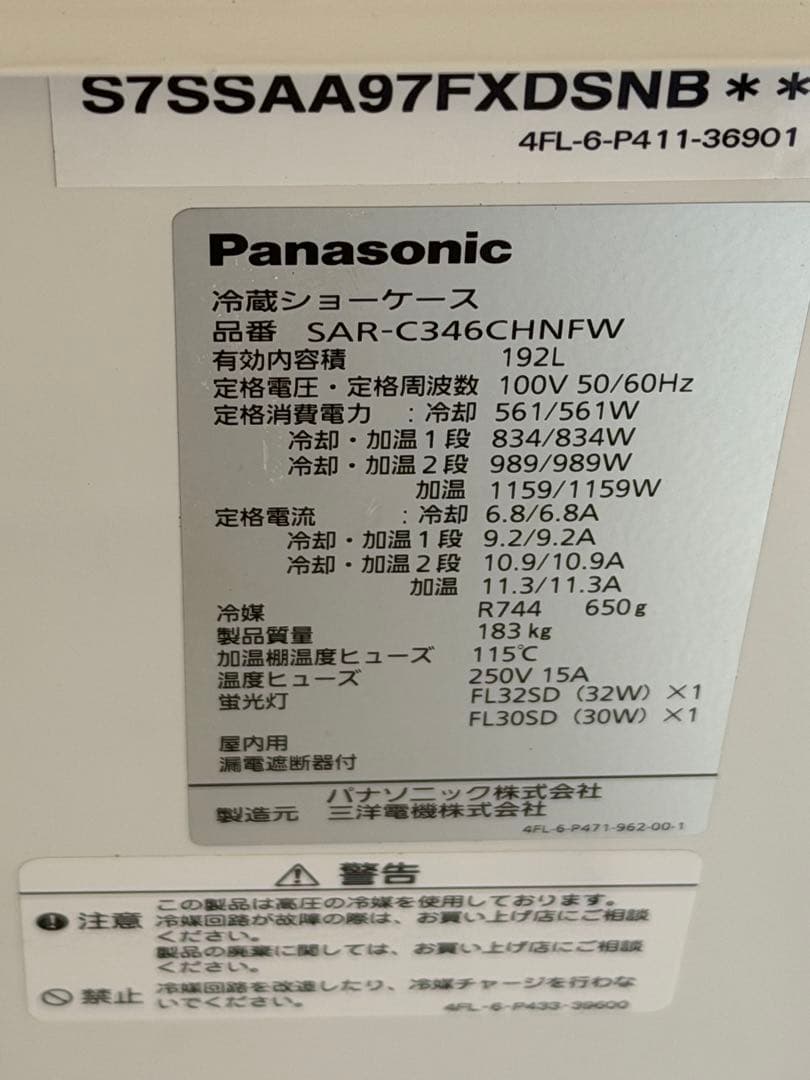 S7SSAA97FXDSNB＊＊
4FL-6-P411-36901
Panasonic
冷蔵ショーケース
品番 SAR-C346CHNFW
有効内容積 192L
定格電圧・定格周波数 100V 50/60Hz
定格消費電力 ：冷却 561/561W
冷却・加温1段 834/834W
冷却・加温2段 989/989W
加温 1159/1159W
定格電流 ：冷却 6.8/6.8A
冷却・加温1段 9.2/9.2A
冷却・加温2段 10.9/10.9A
加温 11.3/11.3A
冷媒 R744 650g
製品質量 183kg
加温棚温度ヒューズ 115℃
温度ヒューズ 250V 15A
蛍光灯 FL32SD（32W）×1
FL30SD（30W）×1
屋内用
漏電遮断器付
パナソニック株式会社
製造元 三洋電機株式会社
4FL-6-P471-962-00-1
警告
注意 この製品は高圧の冷媒を使用しております。
冷媒回路が故障の際は、お買い上げ店にご相談
ください。
製品の廃棄に関しては、お買い上げ店にご相談
ください。
禁止 冷媒回路を改造したり、冷媒チャージを行わな
いでください。
4FL-6-P433-39600